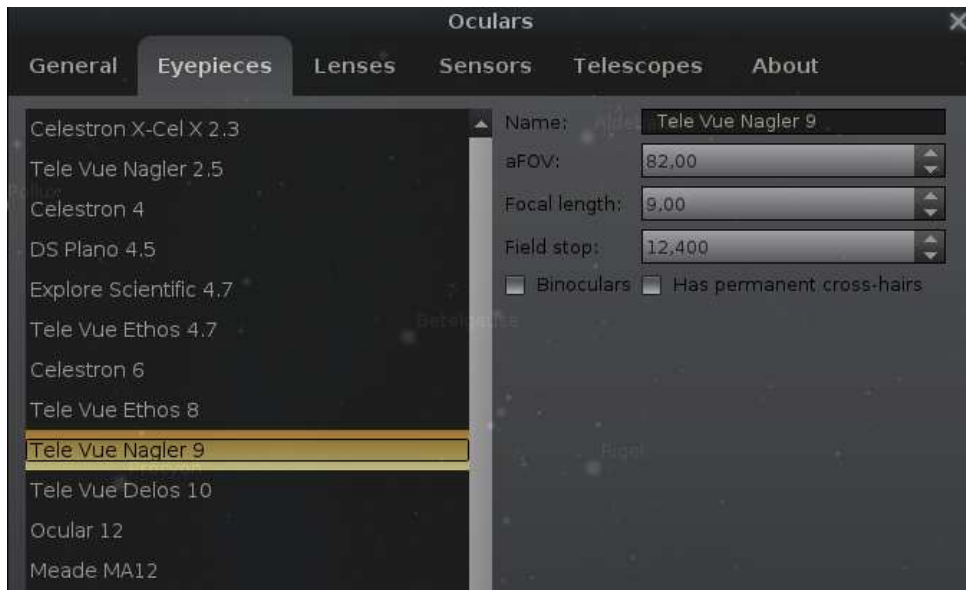 Oculars
General Eyepieces Lenses Sensors Telescopes About
Celestron X-Cel X 2.3
Tele Vue Nagler 2.5
Celestron 4
DS Plano 4.5
Explore Scientific 4.7
Tele Vue Ethos 4.7
Celestron 6
Tele Vue Ethos 8
Tele Vue Nagler 9
Tele Vue Delos 10
Ocular 12
Meade MA12
Name: Tele Vue Nagler 9
aFOV: 82,00
Focal length: 9,00
Field stop: 12,400
Binoculars Has permanent cross-hairs
Betelgeuse
Rigel
Procyon